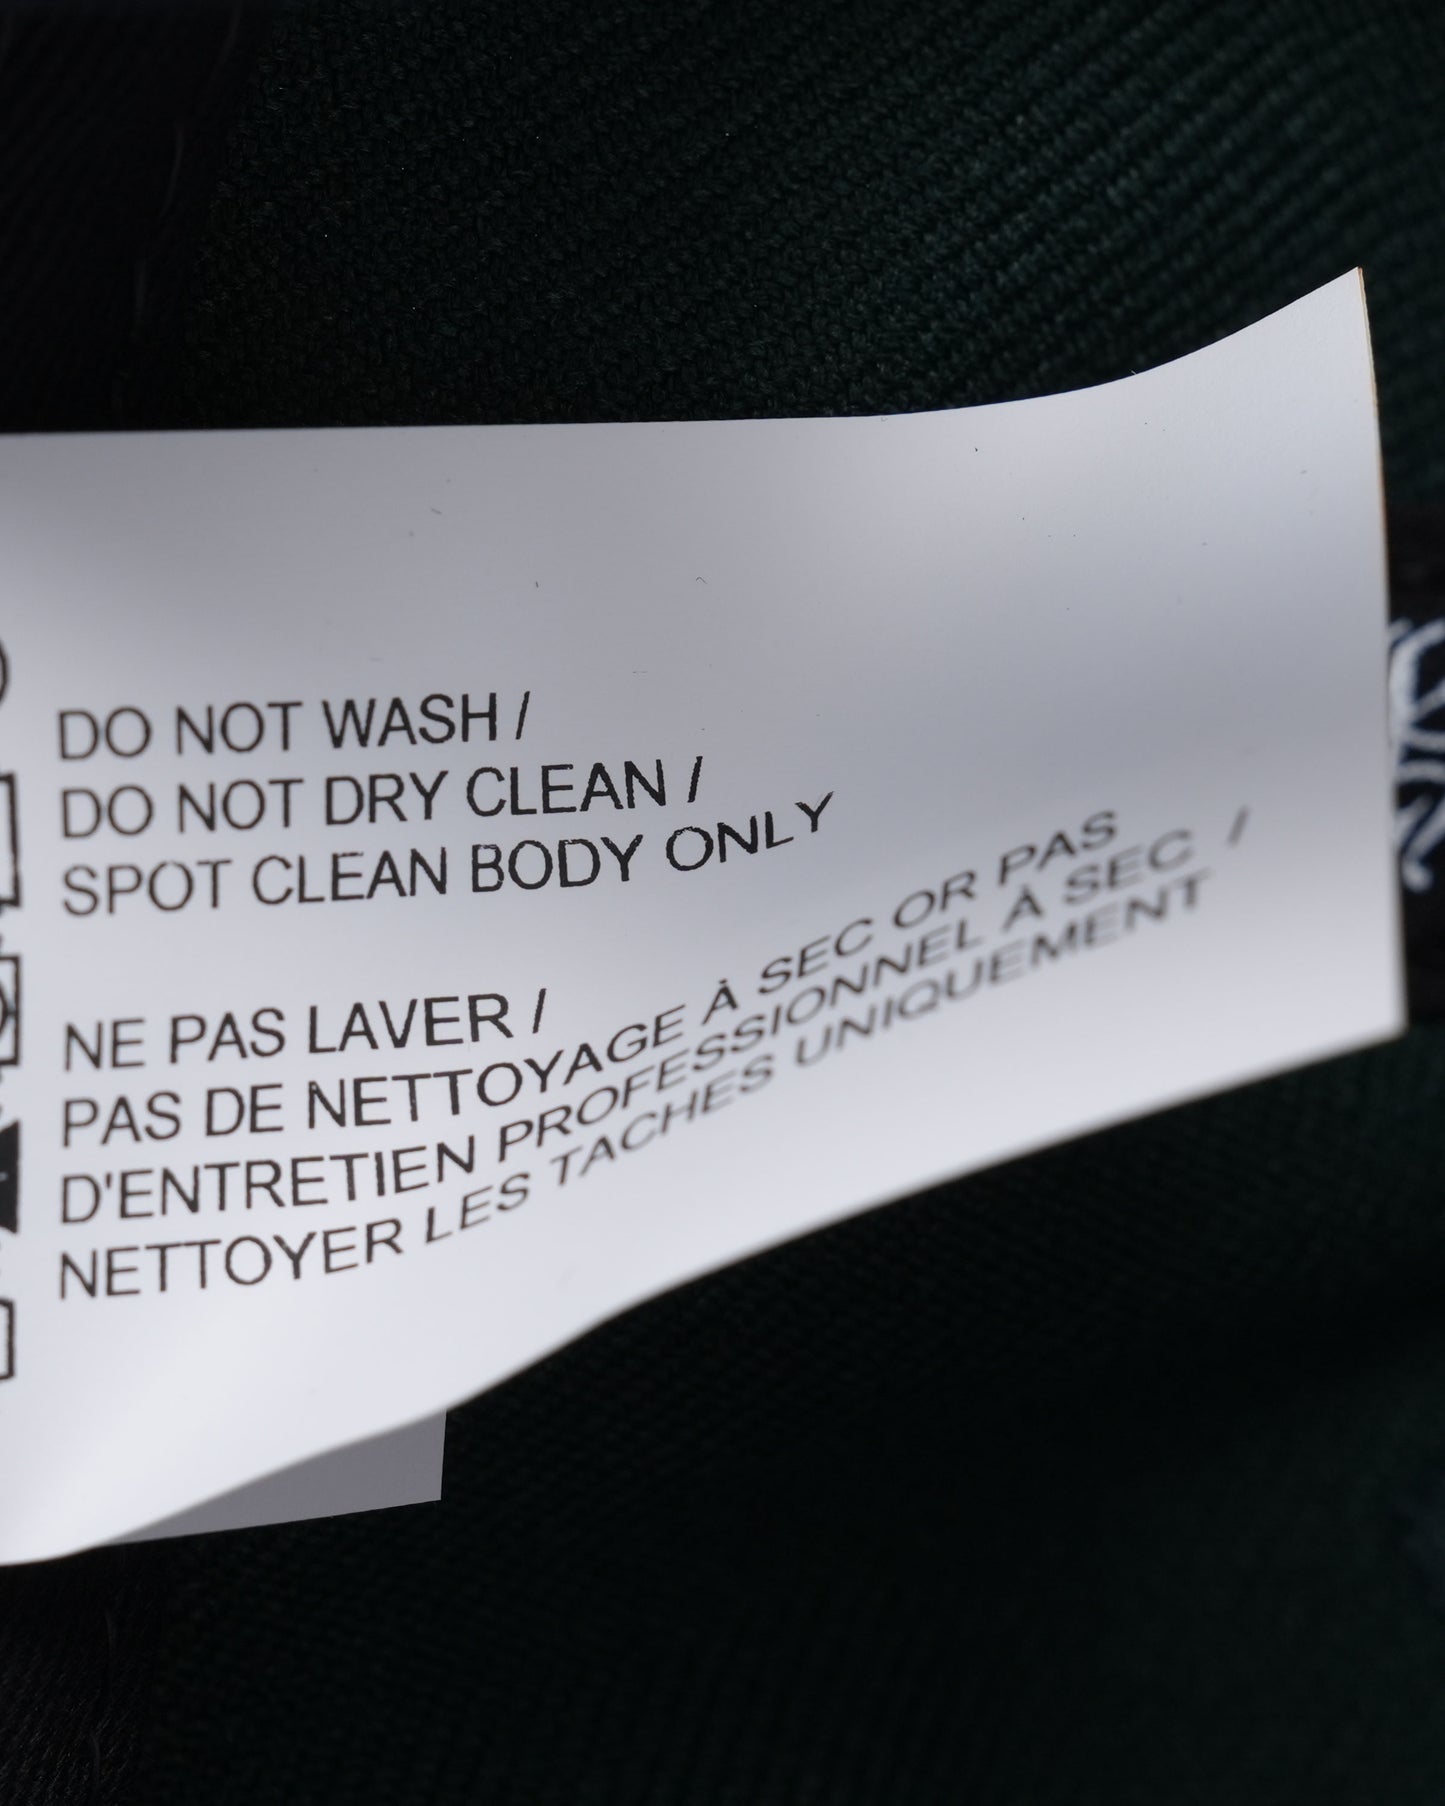 DO NOT WASH /
DO NOT DRY CLEAN /
SPOT CLEAN BODY ONLY
NE PAS LAVER /
PAS DE NETTOYAGE À SEC OR PAS
D'ENTRETIEN PROFESSIONNEL À SEC /
NETTOYER LES TACHES UNIQUEMENT